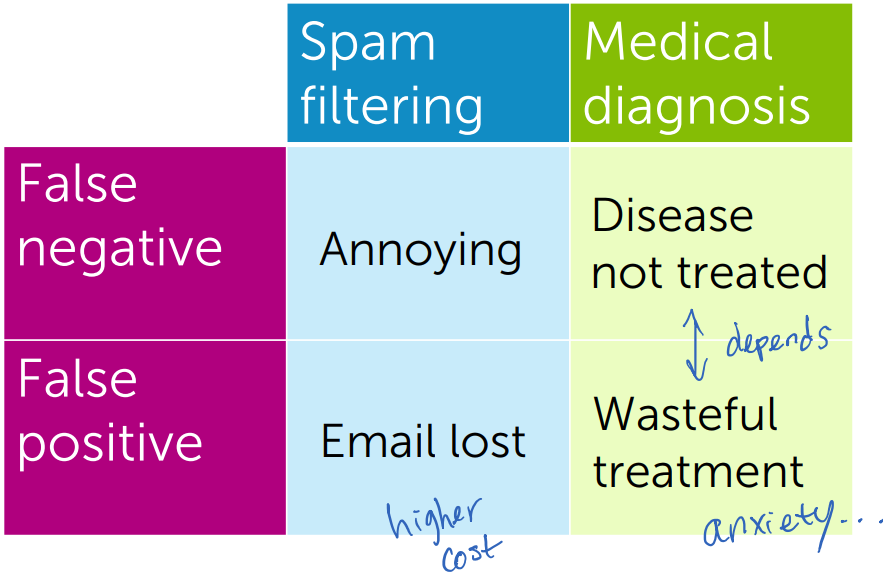 Spam
filtering
Medical
diagnosis
False
negative
Annoying
Disease
not treated
depends
False
positive
Email lost
higher
cost
Wasteful
treatment
anxiety...